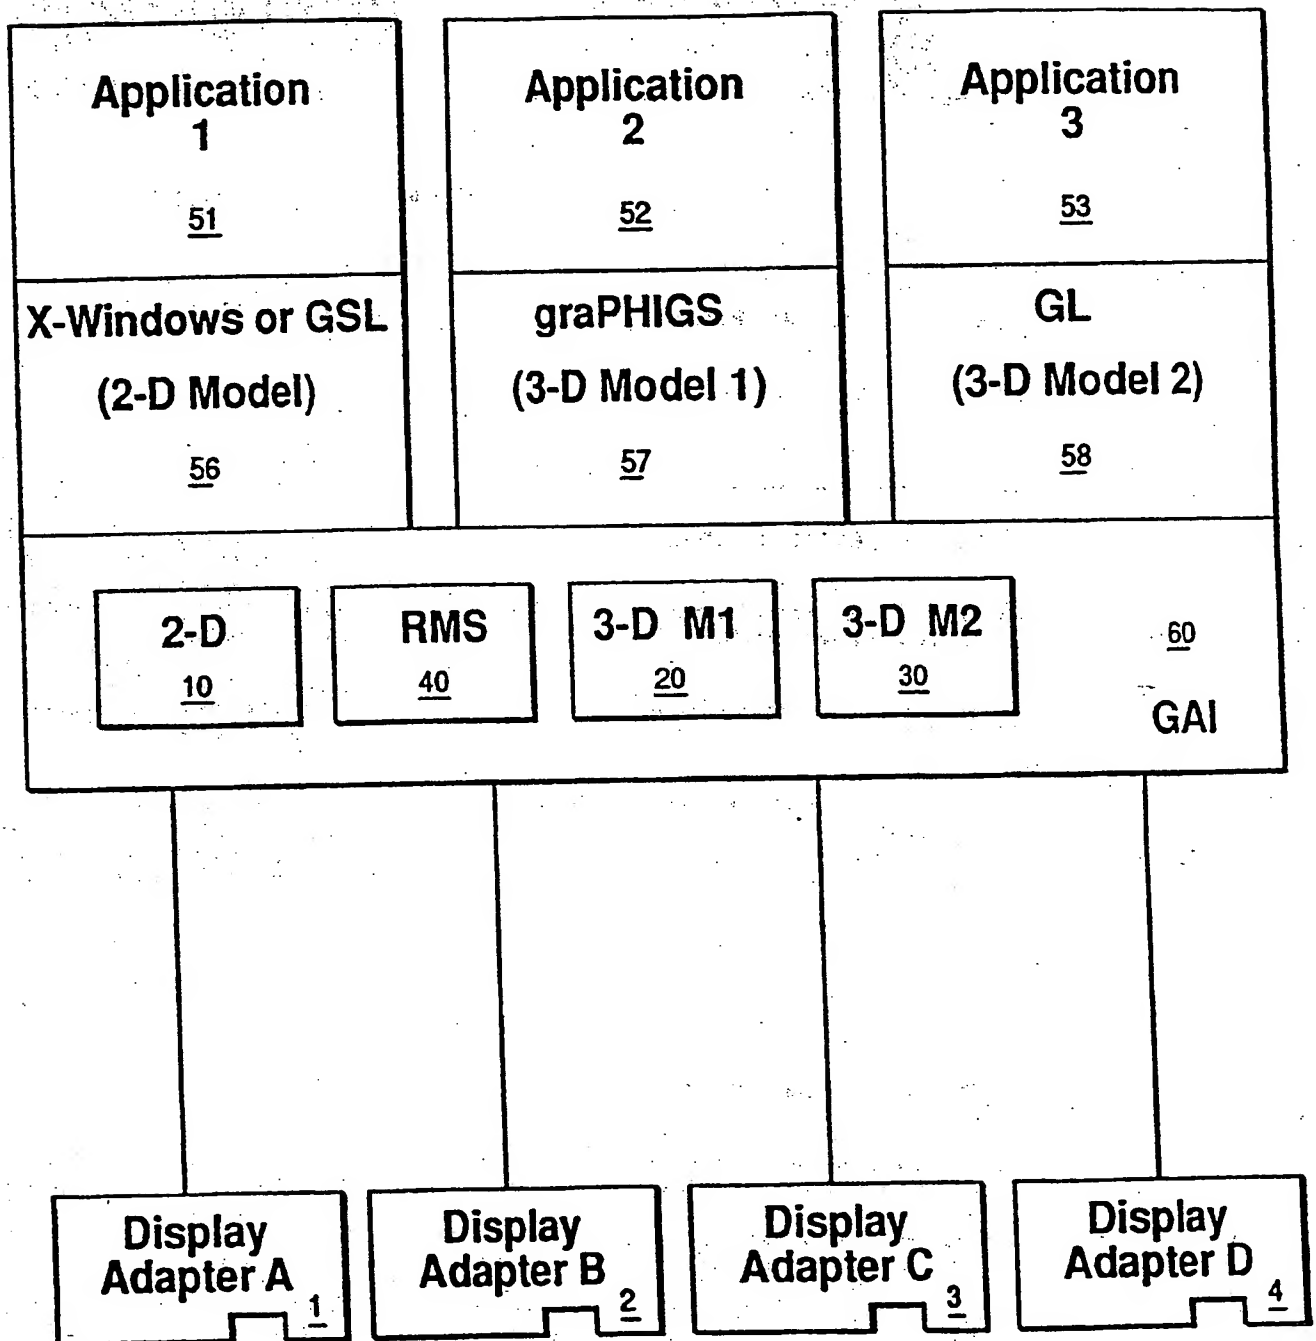 Application
1
51
Application
2
52
Application
3
53
X-Windows or GSL
(2-D Model)
56
graPHIGS
(3-D Model 1)
57
GL
(3-D Model 2)
58
2-D
10
RMS
40
3-D M1
20
3-D M2
30
60
GAI
Display
Adapter A
1
Display
Adapter B
2
Display
Adapter C
3
Display
Adapter D
4